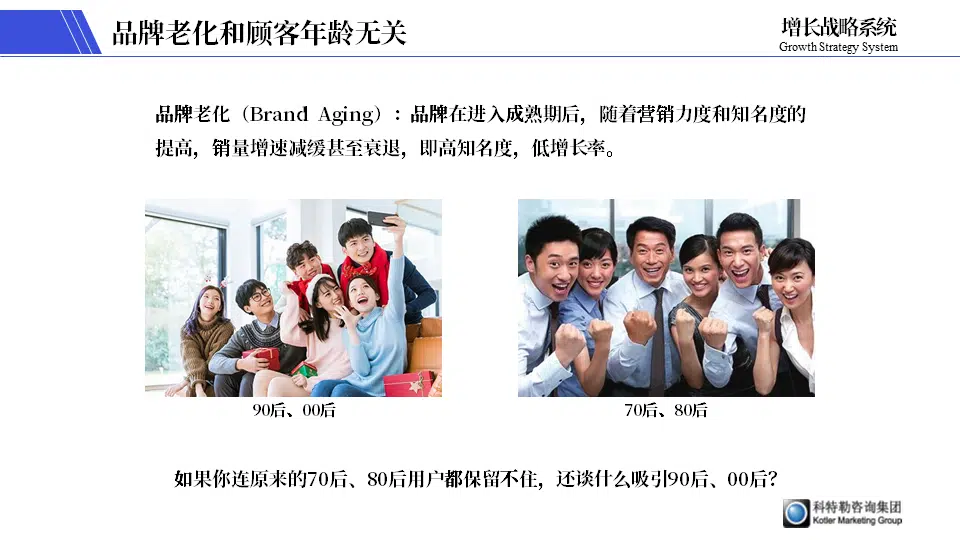 品牌老化和顾客年龄无关
增长战略系统
Growth Strategy System
品牌老化（Brand Aging）：品牌在进入成熟期后，随着营销力度和知名度的
提高，销量增速减缓甚至衰退，即高知名度，低增长率。
90后、00后
70后、80后
如果你连原来的70后、80后用户都保留不住，还谈什么吸引90后、00后？
科特勒咨询集团
Kotler Marketing Group